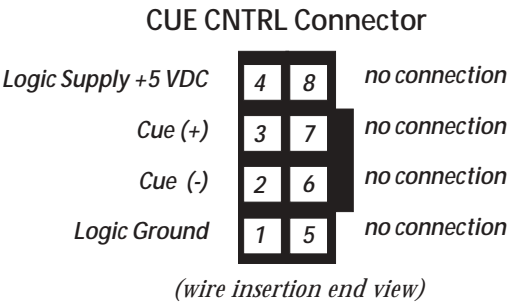 CUE CNTRL Connector
Logic Supply +5 VDC 4 8 no connection
Cue (+) 3 7 no connection
Cue (-) 2 6 no connection
Logic Ground 1 5 no connection
(wire insertion end view)